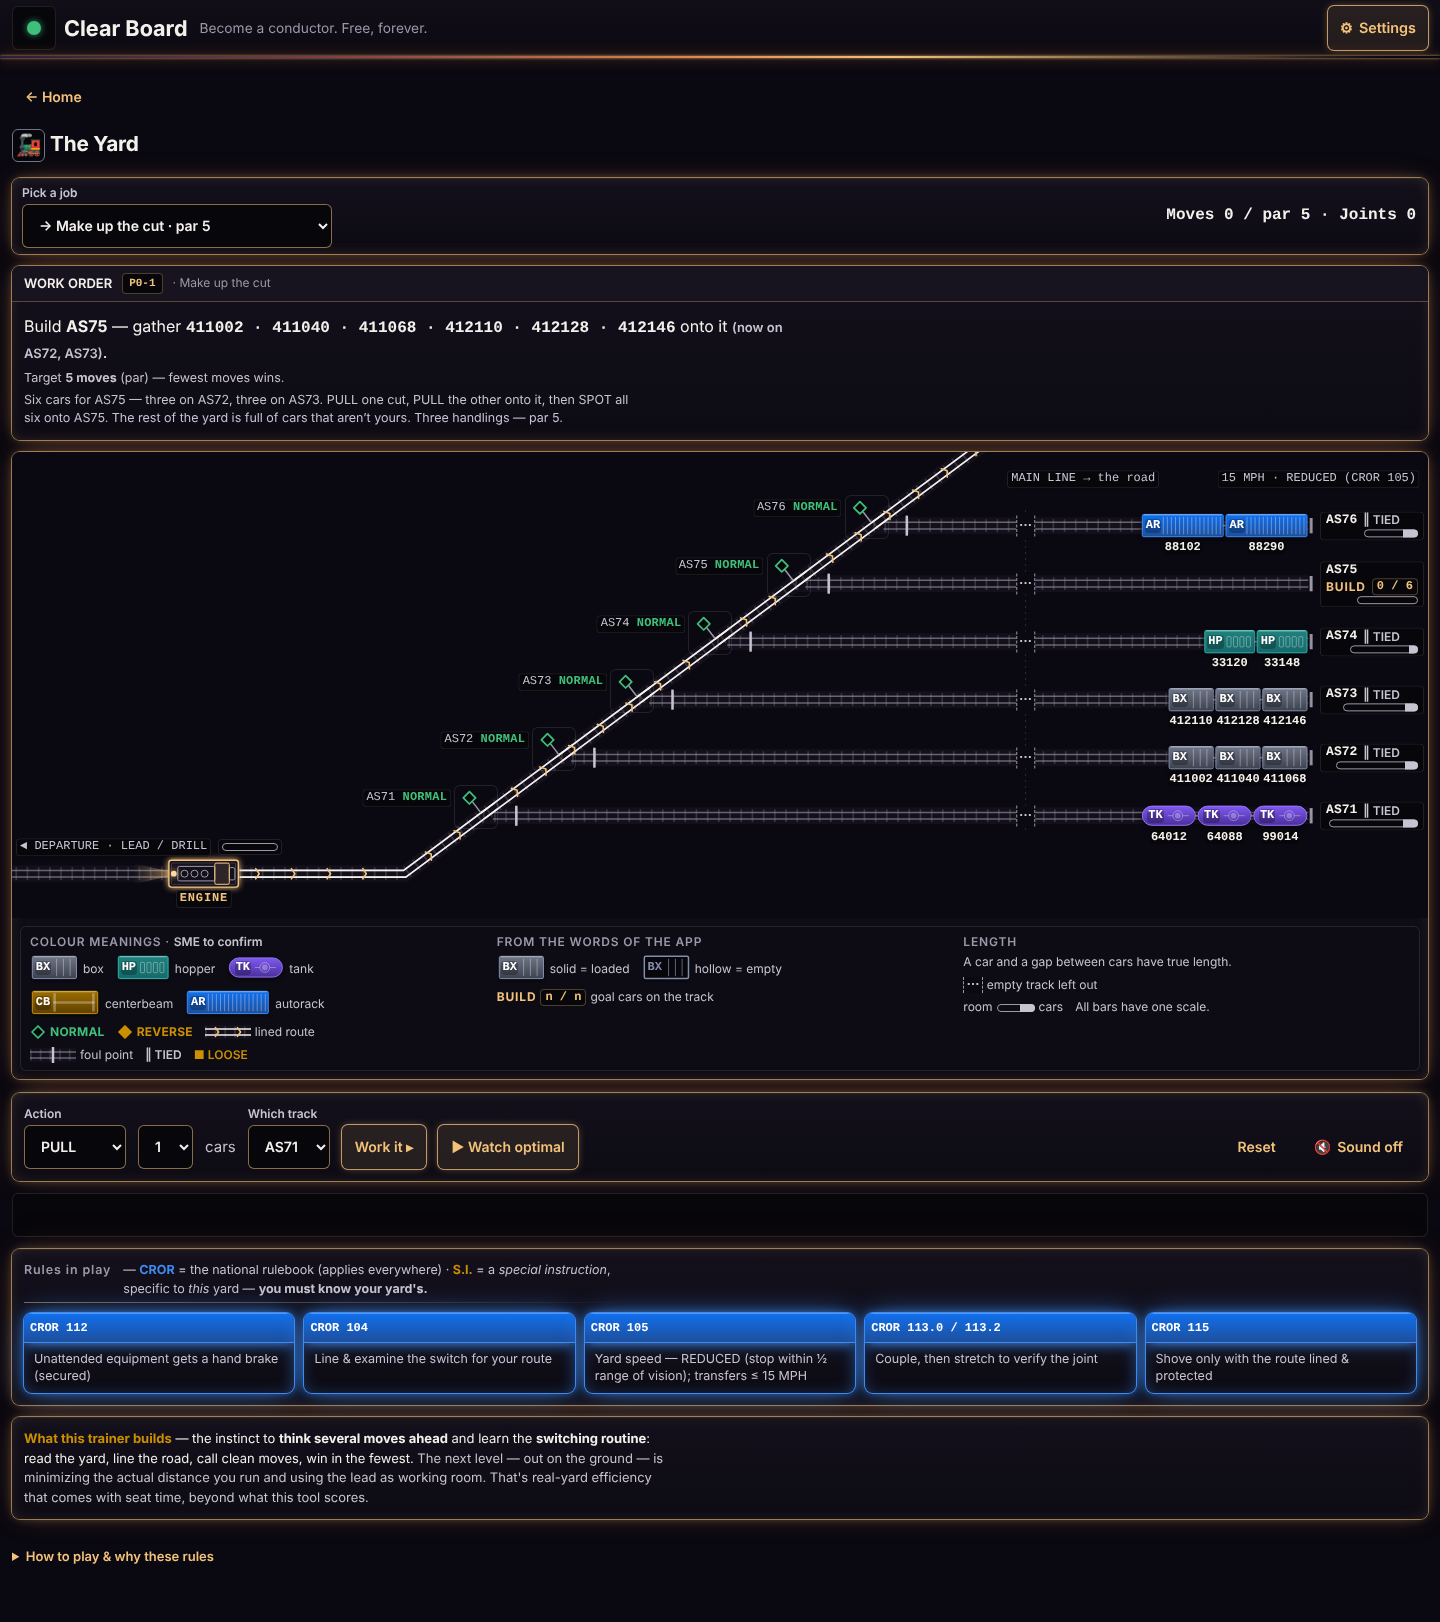 Clear Board Become a conductor. Free, forever.
⚙ Settings
← Home
The Yard
Pick a job
→ Make up the cut · par 5
Moves 0 / par 5 · Joints 0
WORK ORDER P0-1 · Make up the cut
Build AS75 — gather 411002 · 411040 · 411068 · 412110 · 412128 · 412146 onto it (now on
AS72, AS73).
Target 5 moves (par) — fewest moves wins.
Six cars for AS75 — three on AS72, three on AS73. PULL one cut, PULL the other onto it, then SPOT all
six onto AS75. The rest of the yard is full of cars that aren't yours. Three handlings — par 5.
MAIN LINE → the road
15 MPH · REDUCED (CROR 105)
AS76 NORMAL
AR AR
88102 88290
AS76 ‖ TIED
AS75 NORMAL
AS75
BUILD 0 / 6
AS74 NORMAL
HP HP
33120 33148
AS74 ‖ TIED
AS73 NORMAL
BX BX BX
412110 412128 412146
AS73 ‖ TIED
AS72 NORMAL
BX BX BX
411002 411040 411068
AS72 ‖ TIED
AS71 NORMAL
TK TK TK
64012 64088 99014
AS71 ‖ TIED
◄ DEPARTURE · LEAD / DRILL
ENGINE
COLOUR MEANINGS · SME to confirm
BX box HP hopper TK tank
CB centerbeam AR autorack
NORMAL REVERSE lined route
foul point ‖ TIED LOOSE
FROM THE WORDS OF THE APP
BX solid = loaded BX hollow = empty
BUILD n / n goal cars on the track
LENGTH
A car and a gap between cars have true length.
··· empty track left out
room cars All bars have one scale.
Action
PULL 1 cars
Which track
AS71
Work it ▸
▶ Watch optimal
Reset
Sound off
Rules in play — CROR = the national rulebook (applies everywhere) · S.I. = a special instruction,
specific to this yard — you must know your yard's.
CROR 112
Unattended equipment gets a hand brake
(secured)
CROR 104
Line & examine the switch for your route
CROR 105
Yard speed — REDUCED (stop within ½
range of vision); transfers ≤ 15 MPH
CROR 113.0 / 113.2
Couple, then stretch to verify the joint
CROR 115
Shove only with the route lined &
protected
What this trainer builds — the instinct to think several moves ahead and learn the switching routine:
read the yard, line the road, call clean moves, win in the fewest. The next level — out on the ground — is
minimizing the actual distance you run and using the lead as working room. That's real-yard efficiency
that comes with seat time, beyond what this tool scores.
▶ How to play & why these rules